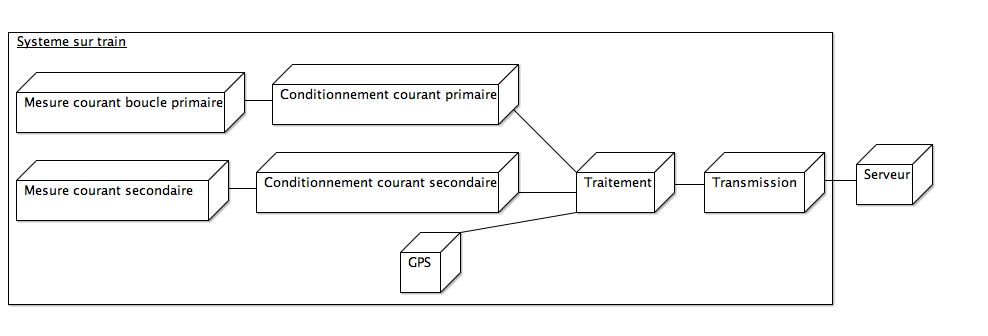 Systeme sur train
Mesure courant boucle primaire
Conditionnement courant primaire
Mesure courant secondaire
Conditionnement courant secondaire
Traitement
Transmission
Serveur
GPS